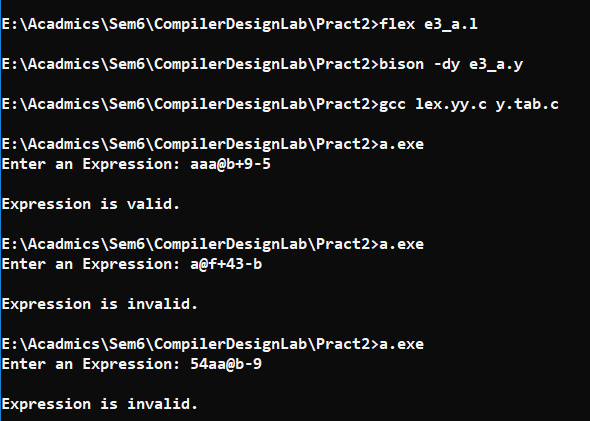 E:\Acadmics\Sem6\CompilerDesignLab\Pract2>flex e3_a.l
E:\Acadmics\Sem6\CompilerDesignLab\Pract2>bison -dy e3_a.y
E:\Acadmics\Sem6\CompilerDesignLab\Pract2>gcc lex.yy.c y.tab.c
E:\Acadmics\Sem6\CompilerDesignLab\Pract2>a.exe
Enter an Expression: aaa@b+9-5
Expression is valid.
E:\Acadmics\Sem6\CompilerDesignLab\Pract2>a.exe
Enter an Expression: a@f+43-b
Expression is invalid.
E:\Acadmics\Sem6\CompilerDesignLab\Pract2>a.exe
Enter an Expression: 54aa@b-9
Expression is invalid.